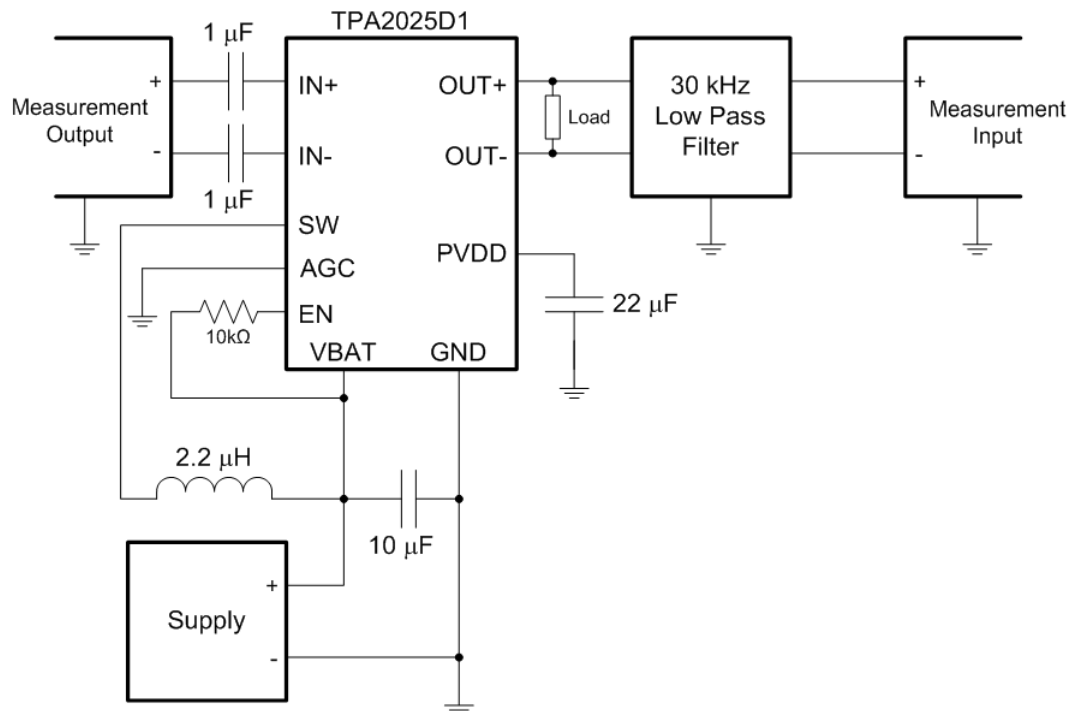 TPA2025D1
1 μF
+
-
Measurement
Output
1 μF
IN+
IN-
SW
AGC
EN
VBAT
GND
OUT+
OUT-
PVDD
Load
30 kHz
Low Pass
Filter
+
-
Measurement
Input
10kΩ
22 μF
2.2 μH
10 μF
Supply
+
-